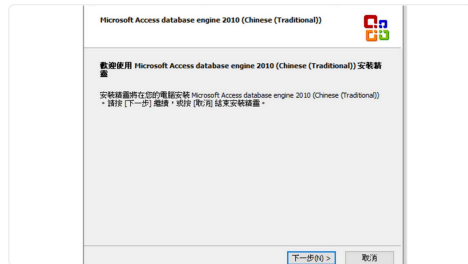 Microsoft Access database engine 2010 (Chinese (Traditional))
歡迎使用 Microsoft Access database engine 2010 (Chinese (Traditional)) 安裝精
靈
安裝精靈將在您的電腦安裝 Microsoft Access database engine 2010 (Chinese (Traditional))
。請按 [下一步] 繼續，或按 [取消] 結束安裝精靈。
下一步(N) >
取消